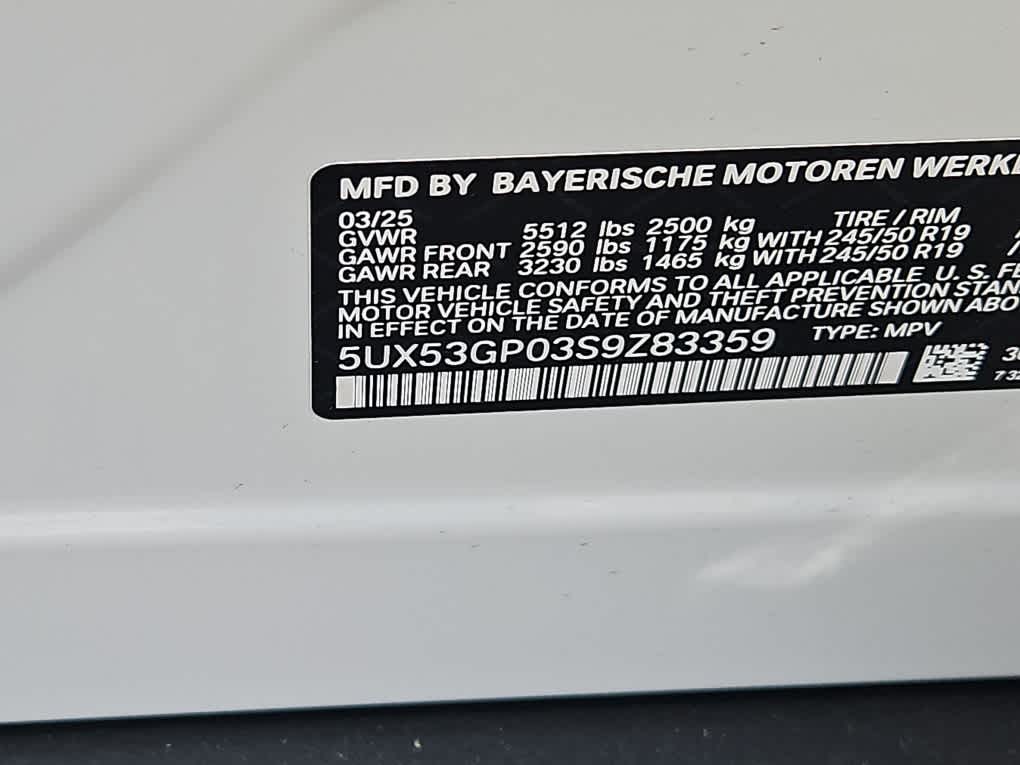 MFD BY BAYERISCHE MOTOREN WERKE
03/25
GVWR 5512 lbs 2500 kg TIRE / RIM
GAWR FRONT 2590 lbs 1175 kg WITH 245/50 R19 /
GAWR REAR 3230 lbs 1465 kg WITH 245/50 R19 /
THIS VEHICLE CONFORMS TO ALL APPLICABLE U. S. FE
MOTOR VEHICLE SAFETY AND THEFT PREVENTION STAN
IN EFFECT ON THE DATE OF MANUFACTURE SHOWN ABO
5UX53GP03S9Z83359 TYPE: MPV
30
7 32